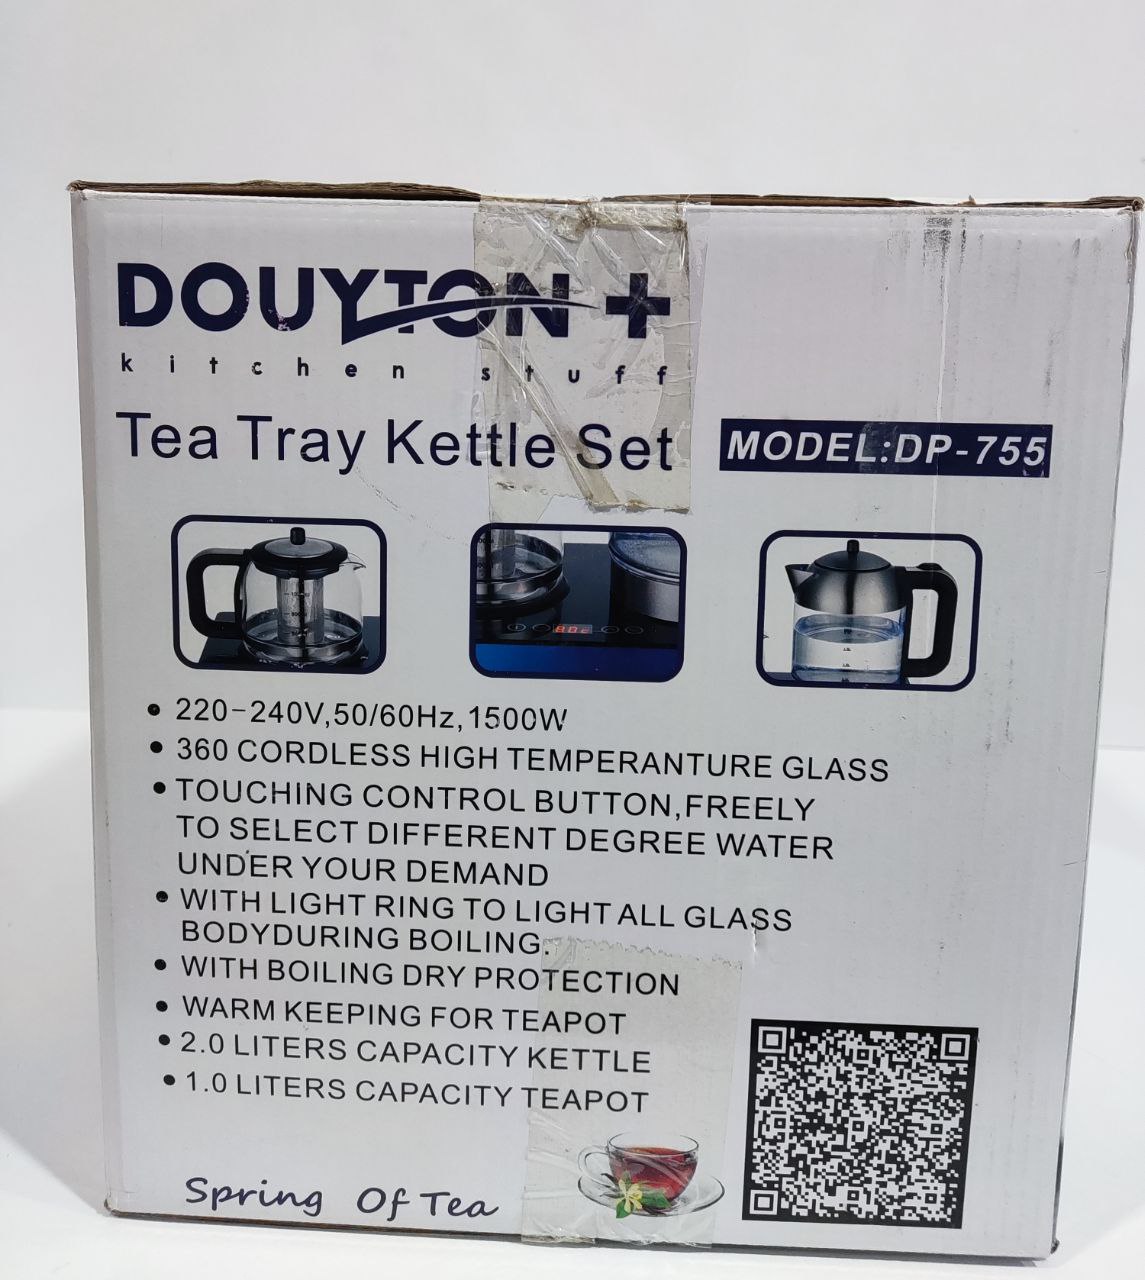 DOUYTON +
kitchen stuff
Tea Tray Kettle Set
MODEL:DP-755
220-240V,50/60Hz,1500W
360 CORDLESS HIGH TEMPERANTURE GLASS
TOUCHING CONTROL BUTTON,FREELY
TO SELECT DIFFERENT DEGREE WATER
UNDER YOUR DEMAND
WITH LIGHT RING TO LIGHT ALL GLASS
BODYDURING BOILING.
WITH BOILING DRY PROTECTION
WARM KEEPING FOR TEAPOT
2.0 LITERS CAPACITY KETTLE
1.0 LITERS CAPACITY TEAPOT
Spring Of Tea